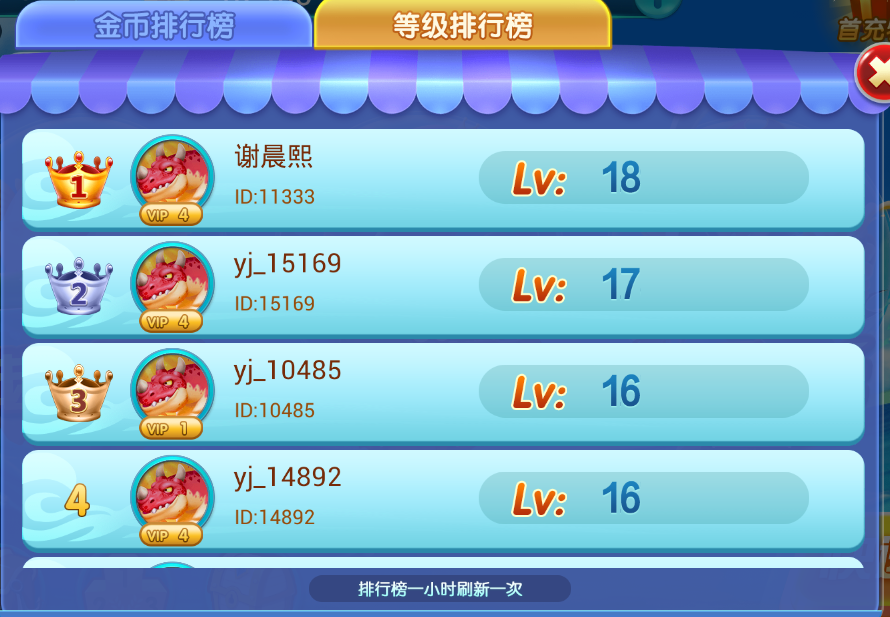 金币排行榜
等级排行榜
首充
1
谢晨熙
ID:11333
VIP 4
Lv: 18
2
yj_15169
ID:15169
VIP 4
Lv: 17
3
yj_10485
ID:10485
VIP 1
Lv: 16
4
yj_14892
ID:14892
VIP 4
Lv: 16
排行榜一小时刷新一次